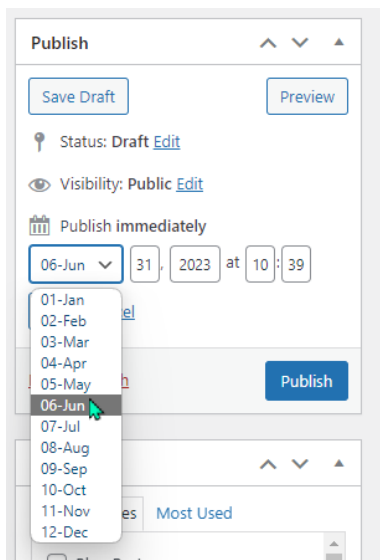 Publish
Save Draft Preview
Status: Draft Edit
Visibility: Public Edit
Publish immediately
06-Jun 31, 2023 at 10:39
01-Jan
02-Feb
03-Mar
04-Apr
05-May
06-Jun
07-Jul
08-Aug
09-Sep
10-Oct
11-Nov
12-Dec
Publish
Most Used